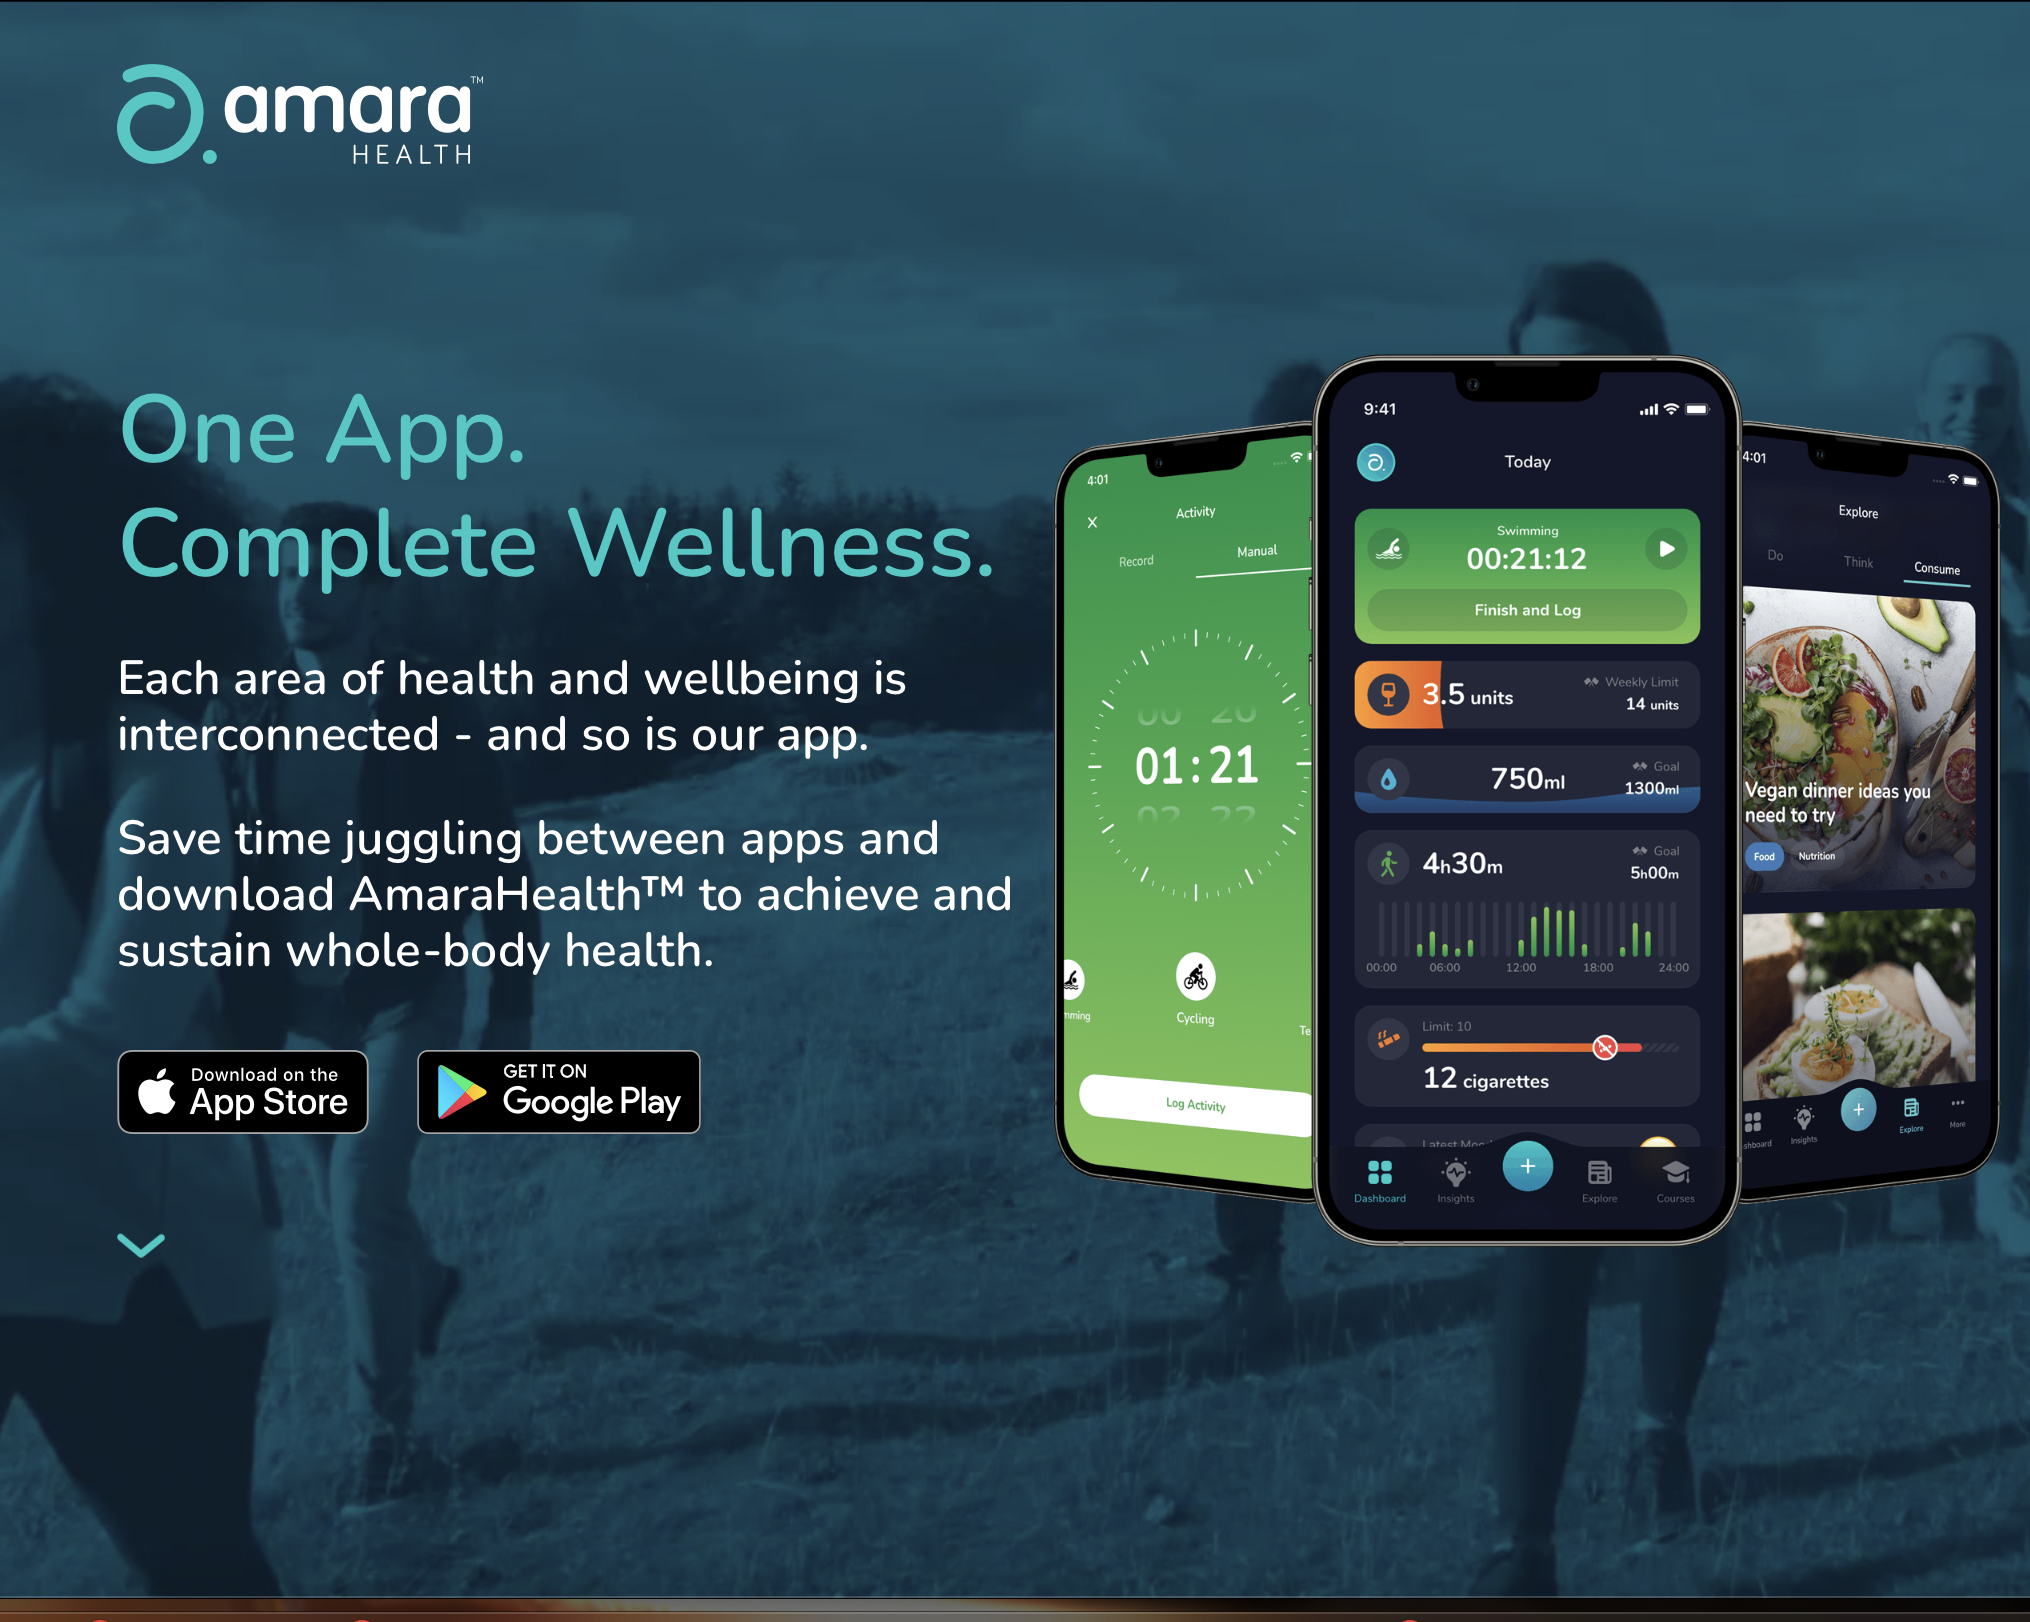 amara™
HEALTH
One App.
Complete Wellness.
Each area of health and wellbeing is
interconnected - and so is our app.
Save time juggling between apps and
download AmaraHealth™ to achieve and
sustain whole-body health.
Download on the
App Store
GET IT ON
Google Play
4:01
X
Activity
Record
Manual
00 20
01:21
02 22
mming
Cycling
Te
Log Activity
9:41
Today
Swimming
00:21:12
Finish and Log
3.5 units
Weekly Limit
14 units
750ml
Goal
1300ml
4h30m
Goal
5h00m
00:00 06:00 12:00 18:00 24:00
Limit: 10
12 cigarettes
Latest Moo
+
Dashboard Insights Explore Courses
4:01
Explore
Do Think Consume
Vegan dinner ideas you
need to try
Food Nutrition
+
shboard Insights Explore More